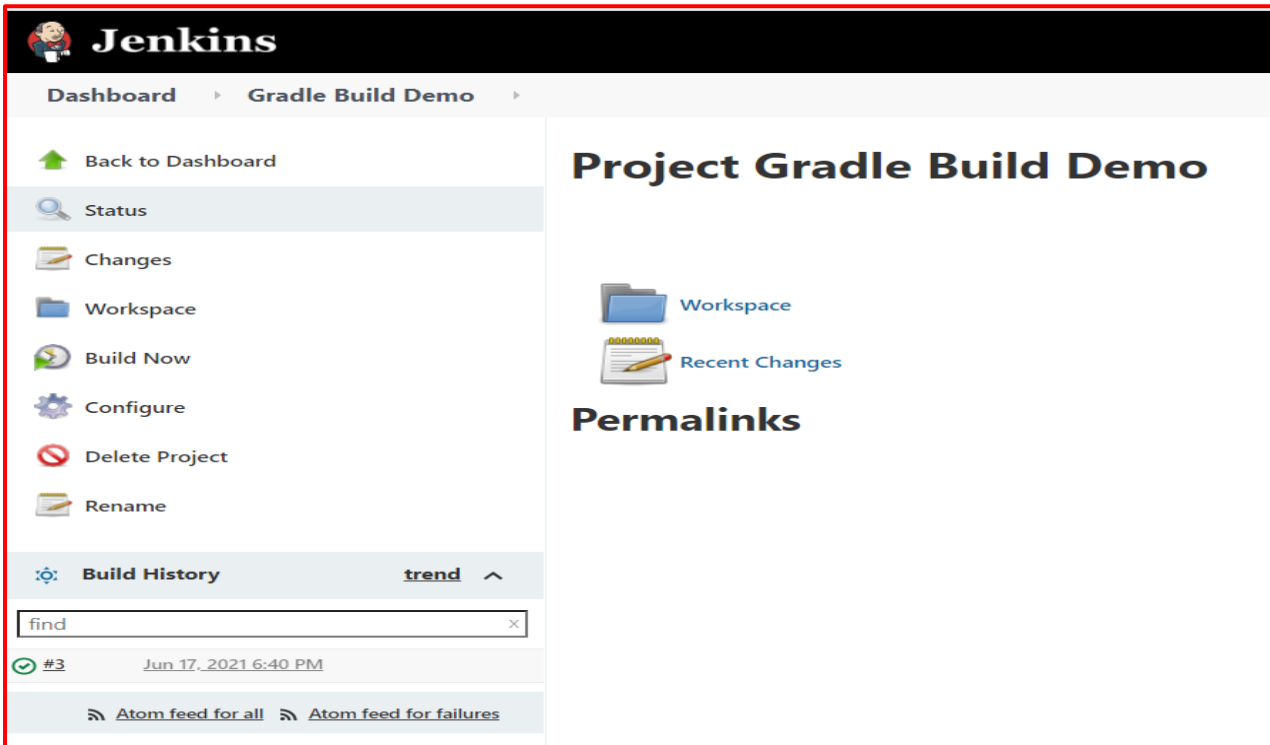 Jenkins
Dashboard Gradle Build Demo
Back to Dashboard
Status
Changes
Workspace
Build Now
Configure
Delete Project
Rename
Build History trend
find
#3 Jun 17, 2021 6:40 PM
Atom feed for all Atom feed for failures
Project Gradle Build Demo
Workspace
Recent Changes
Permalinks